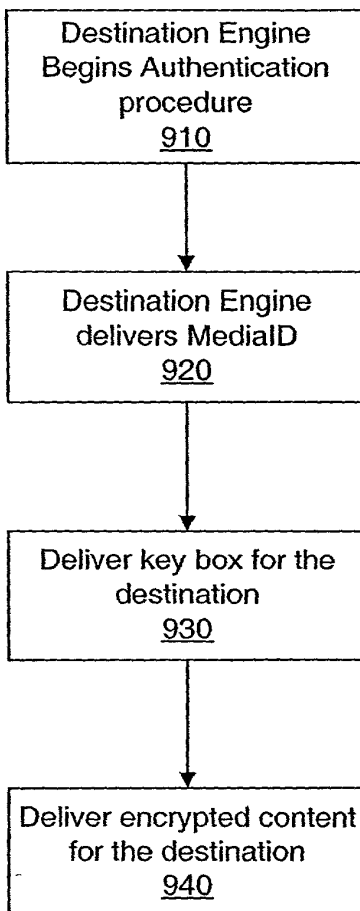 Destination Engine
Begins Authentication
procedure
910
Destination Engine
delivers MediaID
920
Deliver key box for the
destination
930
Deliver encrypted content
for the destination
940